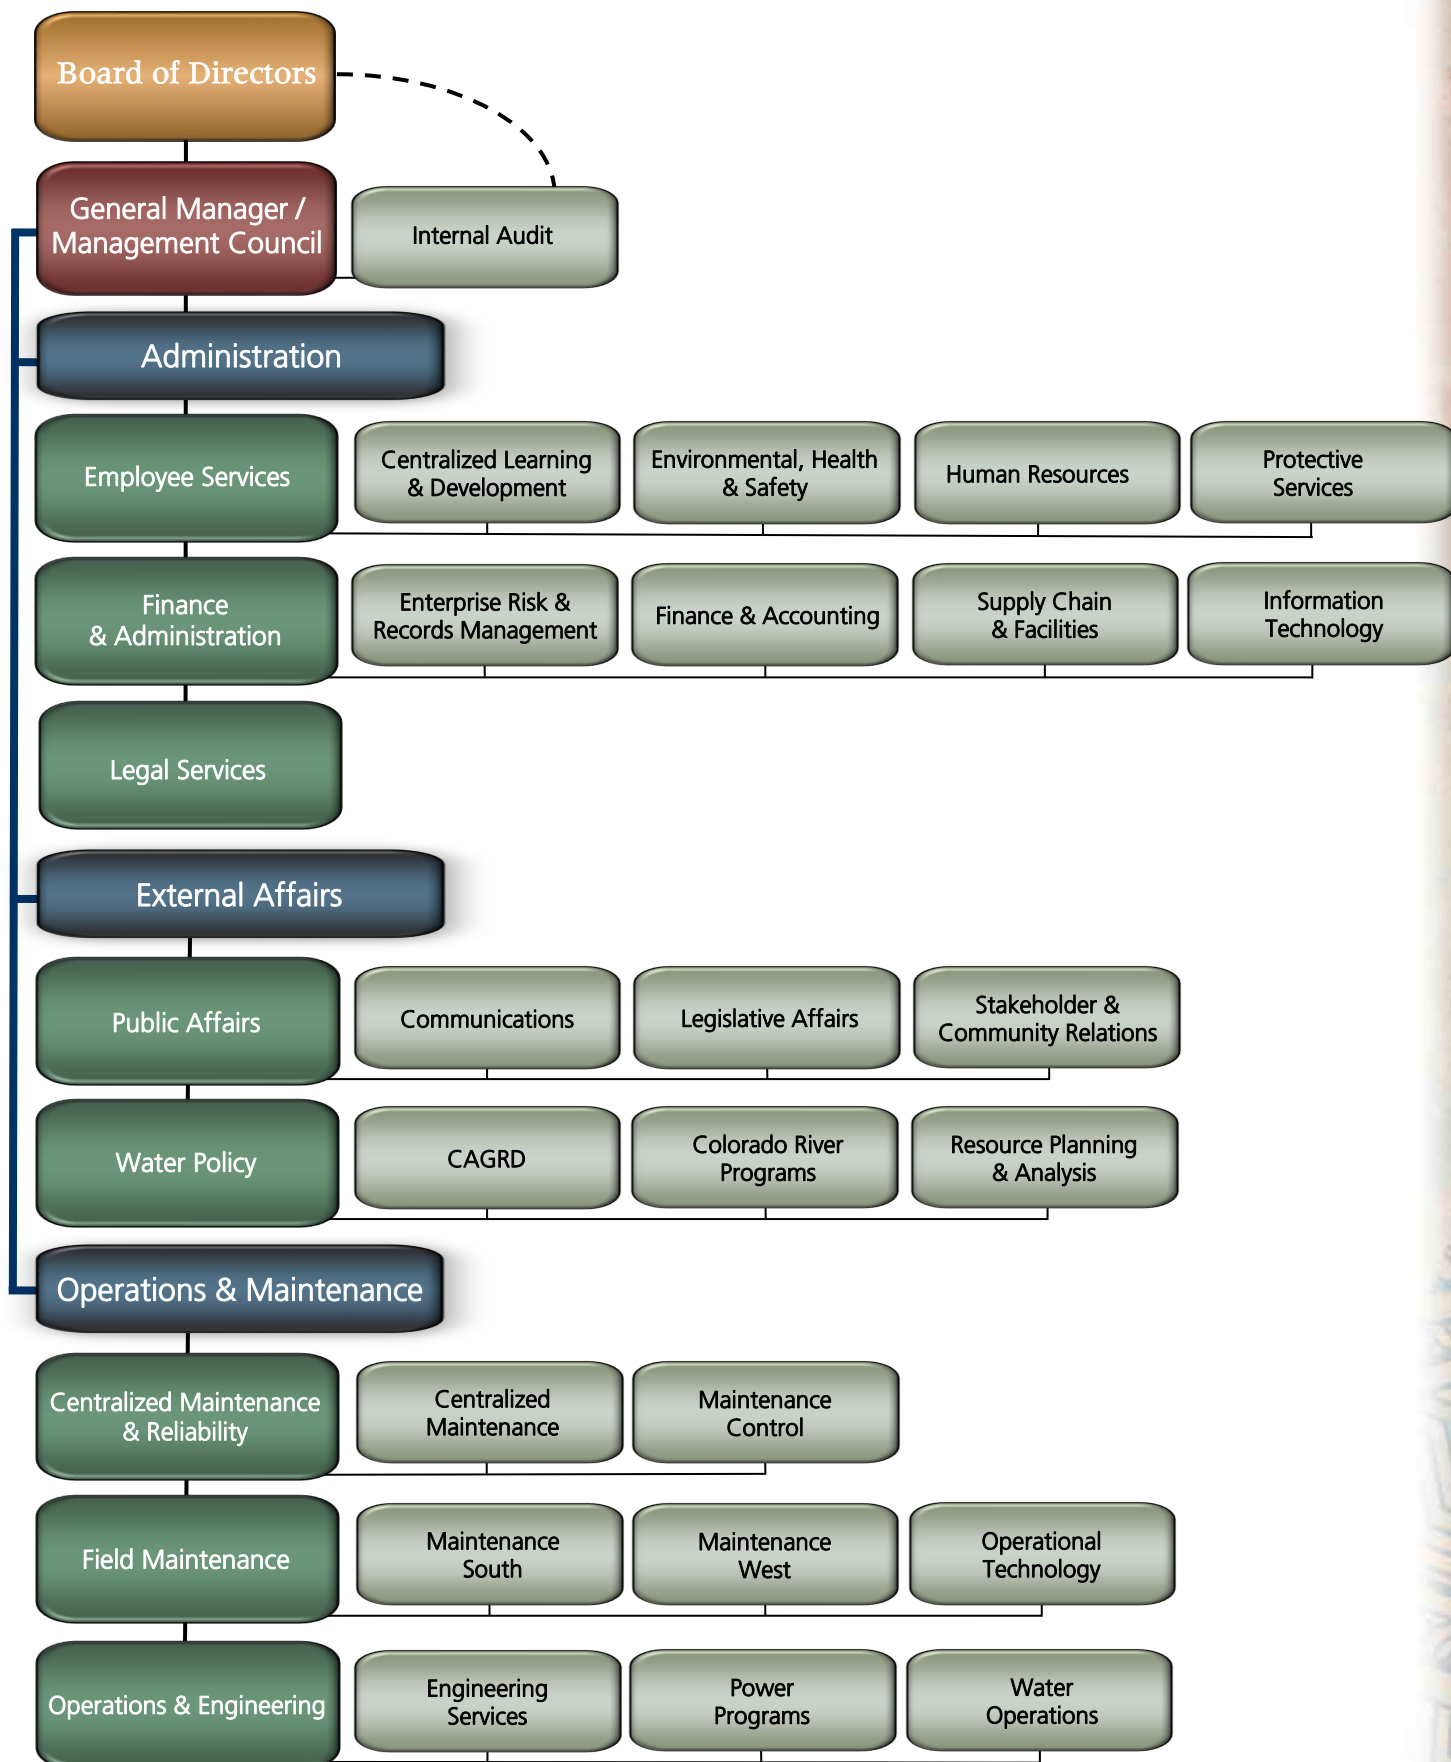 Board of Directors
General Manager /
Management Council
Internal Audit
Administration
Employee Services
Centralized Learning
& Development
Environmental, Health
& Safety
Human Resources
Protective
Services
Finance
& Administration
Enterprise Risk &
Records Management
Finance & Accounting
Supply Chain
& Facilities
Information
Technology
Legal Services
External Affairs
Public Affairs
Communications
Legislative Affairs
Stakeholder &
Community Relations
Water Policy
CAGRD
Colorado River
Programs
Resource Planning
& Analysis
Operations & Maintenance
Centralized Maintenance
& Reliability
Centralized
Maintenance
Maintenance
Control
Field Maintenance
Maintenance
South
Maintenance
West
Operational
Technology
Operations & Engineering
Engineering
Services
Power
Programs
Water
Operations